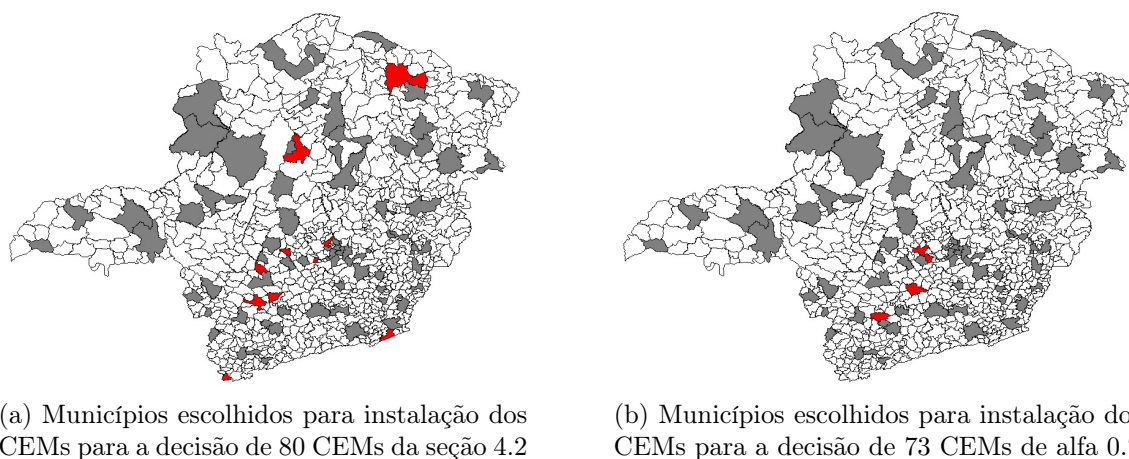 (a) Municípios escolhidos para instalação dos
CEMs para a decisão de 80 CEMs da seção 4.2
(b) Municípios escolhidos para instalação do
CEMs para a decisão de 73 CEMs de alfa 0.